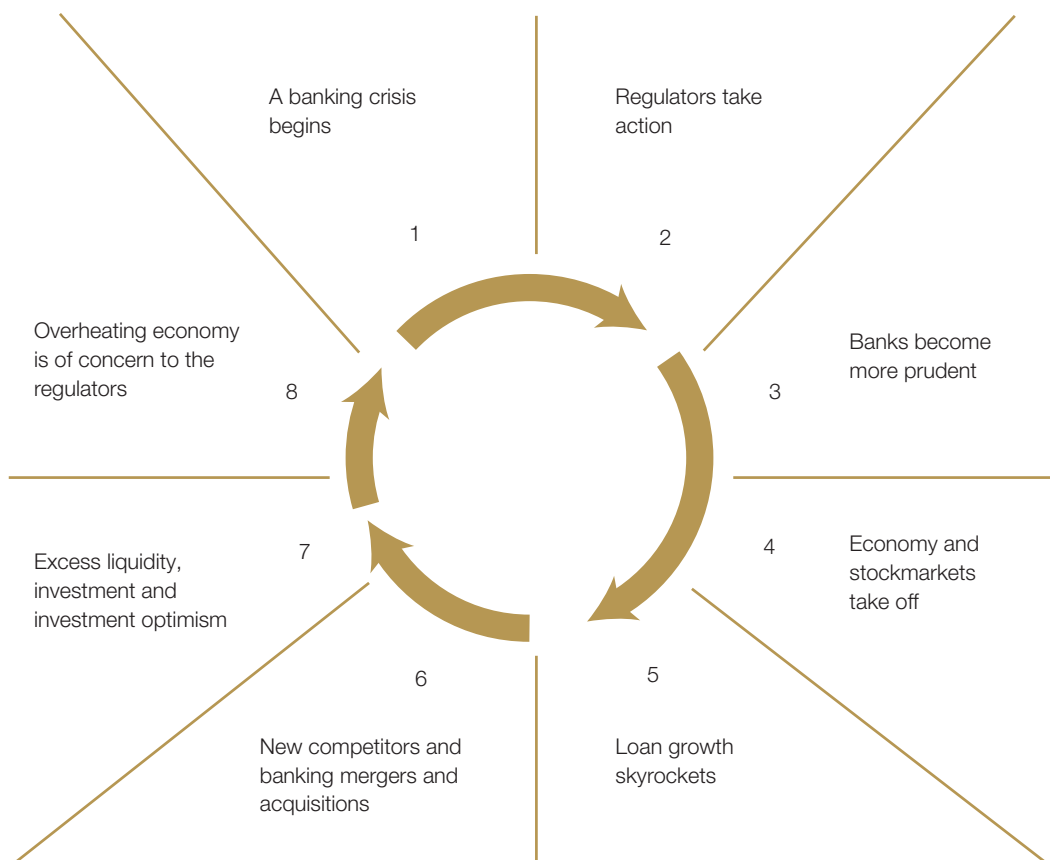 A banking crisis
begins
1
Regulators take
action
2
Banks become
more prudent
3
Economy and
stockmarkets
take off
4
Loan growth
skyrockets
5
New competitors and
banking mergers and
acquisitions
6
Excess liquidity,
investment and
investment optimism
7
Overheating economy
is of concern to the
regulators
8